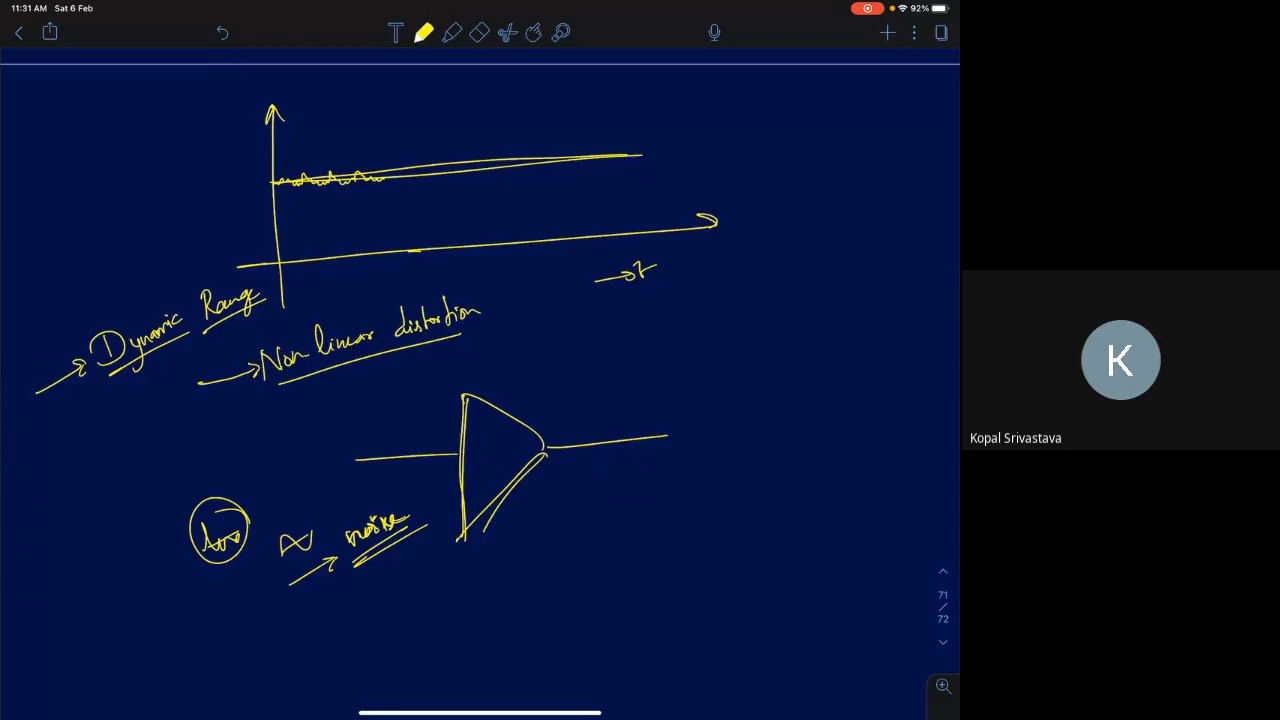 11:31 AM Sat 6 Feb
92%
→ t
→ Dynamic Range
→ Non linear distortion
≈ noise
71
/
72
K
Kopal Srivastava